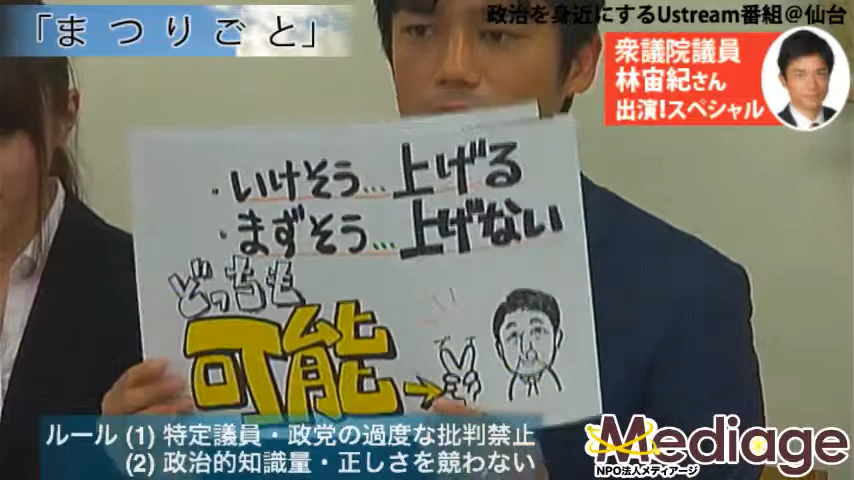 「まつりごと」
政治を身近にするUstream番組@仙台
衆議院議員
林宙紀さん
出演!スペシャル
・いけそう…上げる
・まずそう…上げない
どっちも
可能
ルール (1) 特定議員・政党の過度な批判禁止
(2) 政治的知識量・正しさを競わない
Mediage
NPO法人メディアージ